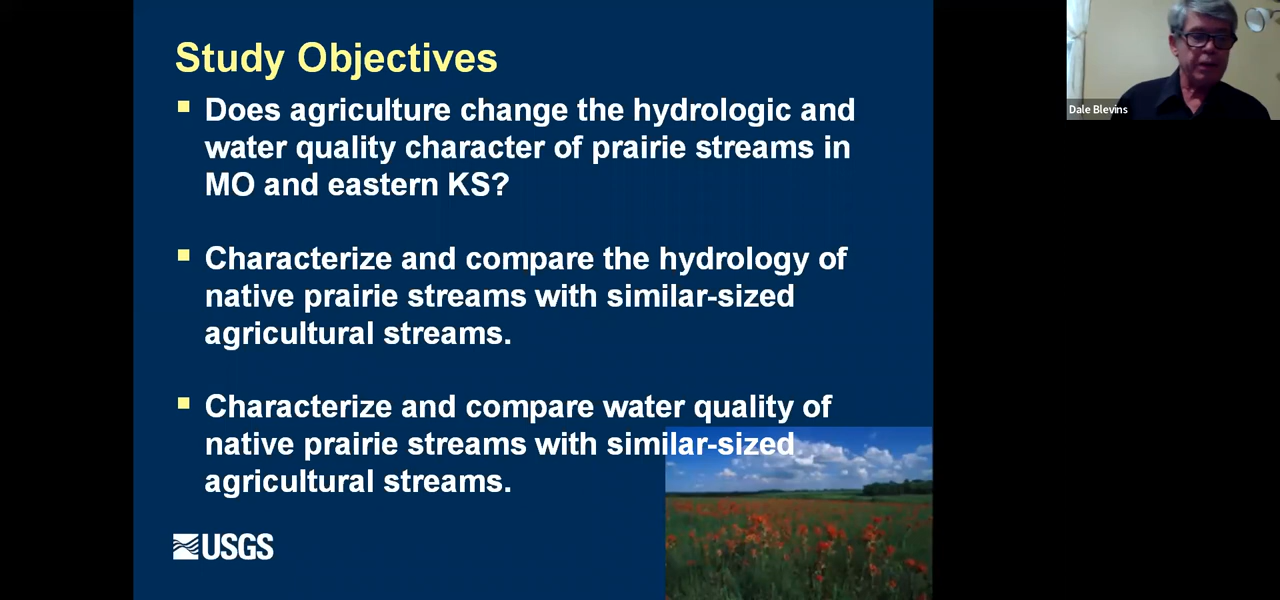 Study Objectives
Does agriculture change the hydrologic and
water quality character of prairie streams in
MO and eastern KS?
Characterize and compare the hydrology of
native prairie streams with similar-sized
agricultural streams.
Characterize and compare water quality of
native prairie streams with similar-sized
agricultural streams.
USGS
Dale Blevins